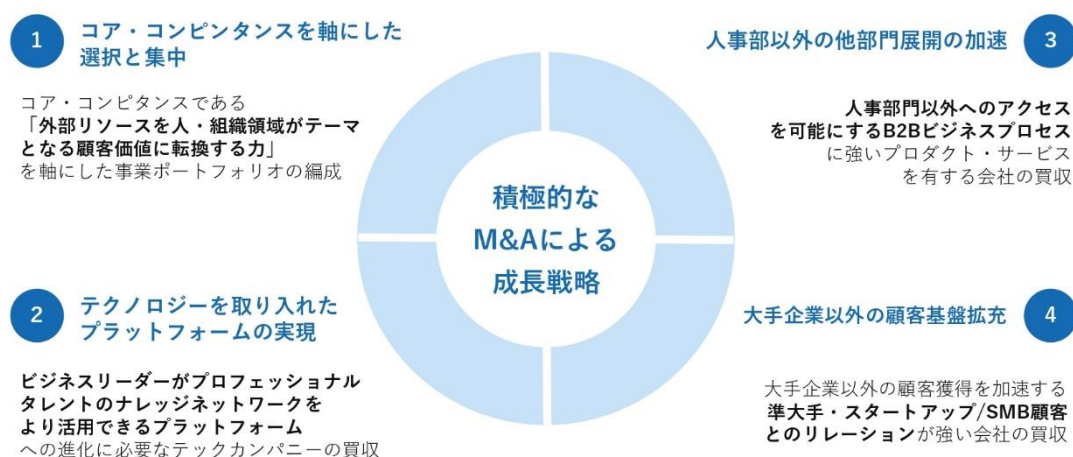 1
コア・コンピンタンスを軸にした
選択と集中
コア・コンピタンスである
「外部リソースを人・組織領域がテーマ
となる顧客価値に転換する力」
を軸にした事業ポートフォリオの編成
2
テクノロジーを取り入れた
プラットフォームの実現
ビジネスリーダーがプロフェッショナル
タレントのナレッジネットワークを
より活用できるプラットフォーム
への進化に必要なテックカンパニーの買収
積極的な
M&Aによる
成長戦略
人事部以外の他部門展開の加速
3
人事部門以外へのアクセス
を可能にするB2Bビジネスプロセス
に強いプロダクト・サービス
を有する会社の買収
大手企業以外の顧客基盤拡充
4
大手企業以外の顧客獲得を加速する
準大手・スタートアップ/SMB顧客
とのリレーションが強い会社の買収